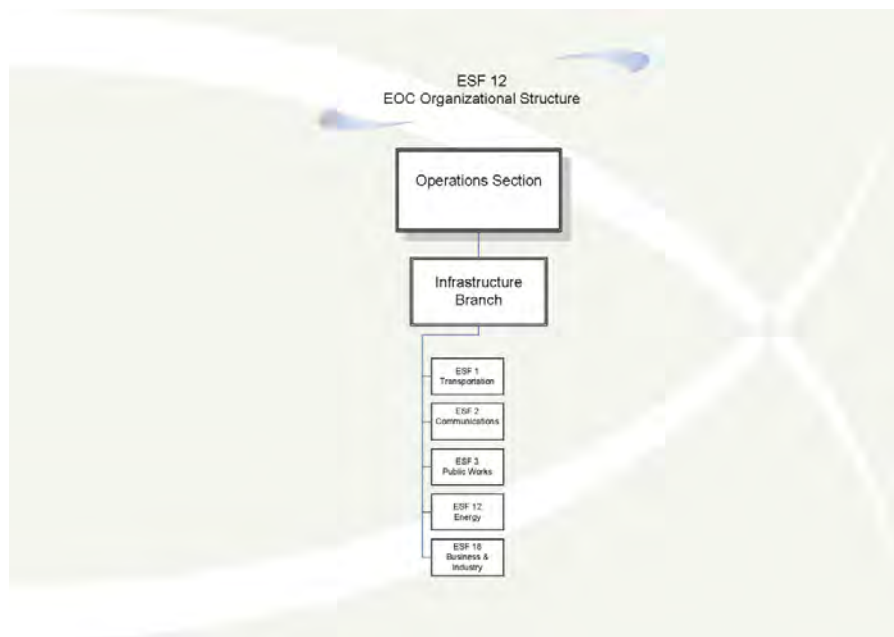 ESF 12
EOC Organizational Structure
Operations Section
Infrastructure
Branch
ESF 1
Transportation
ESF 2
Communications
ESF 3
Public Works
ESF 12
Energy
ESF 18
Business &
Industry